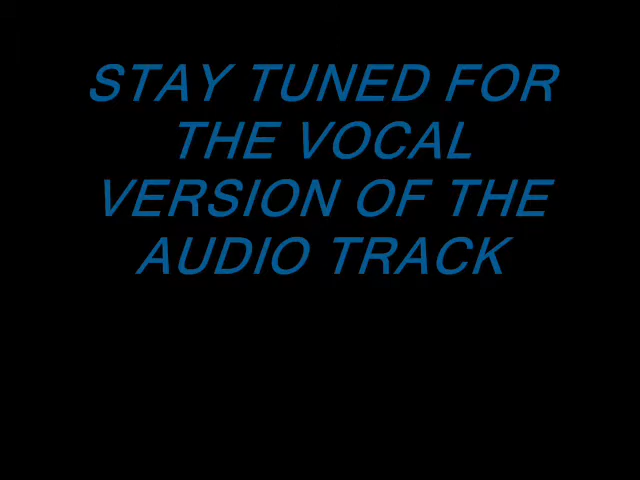 STAY TUNED FOR
THE VOCAL
VERSION OF THE
AUDIO TRACK